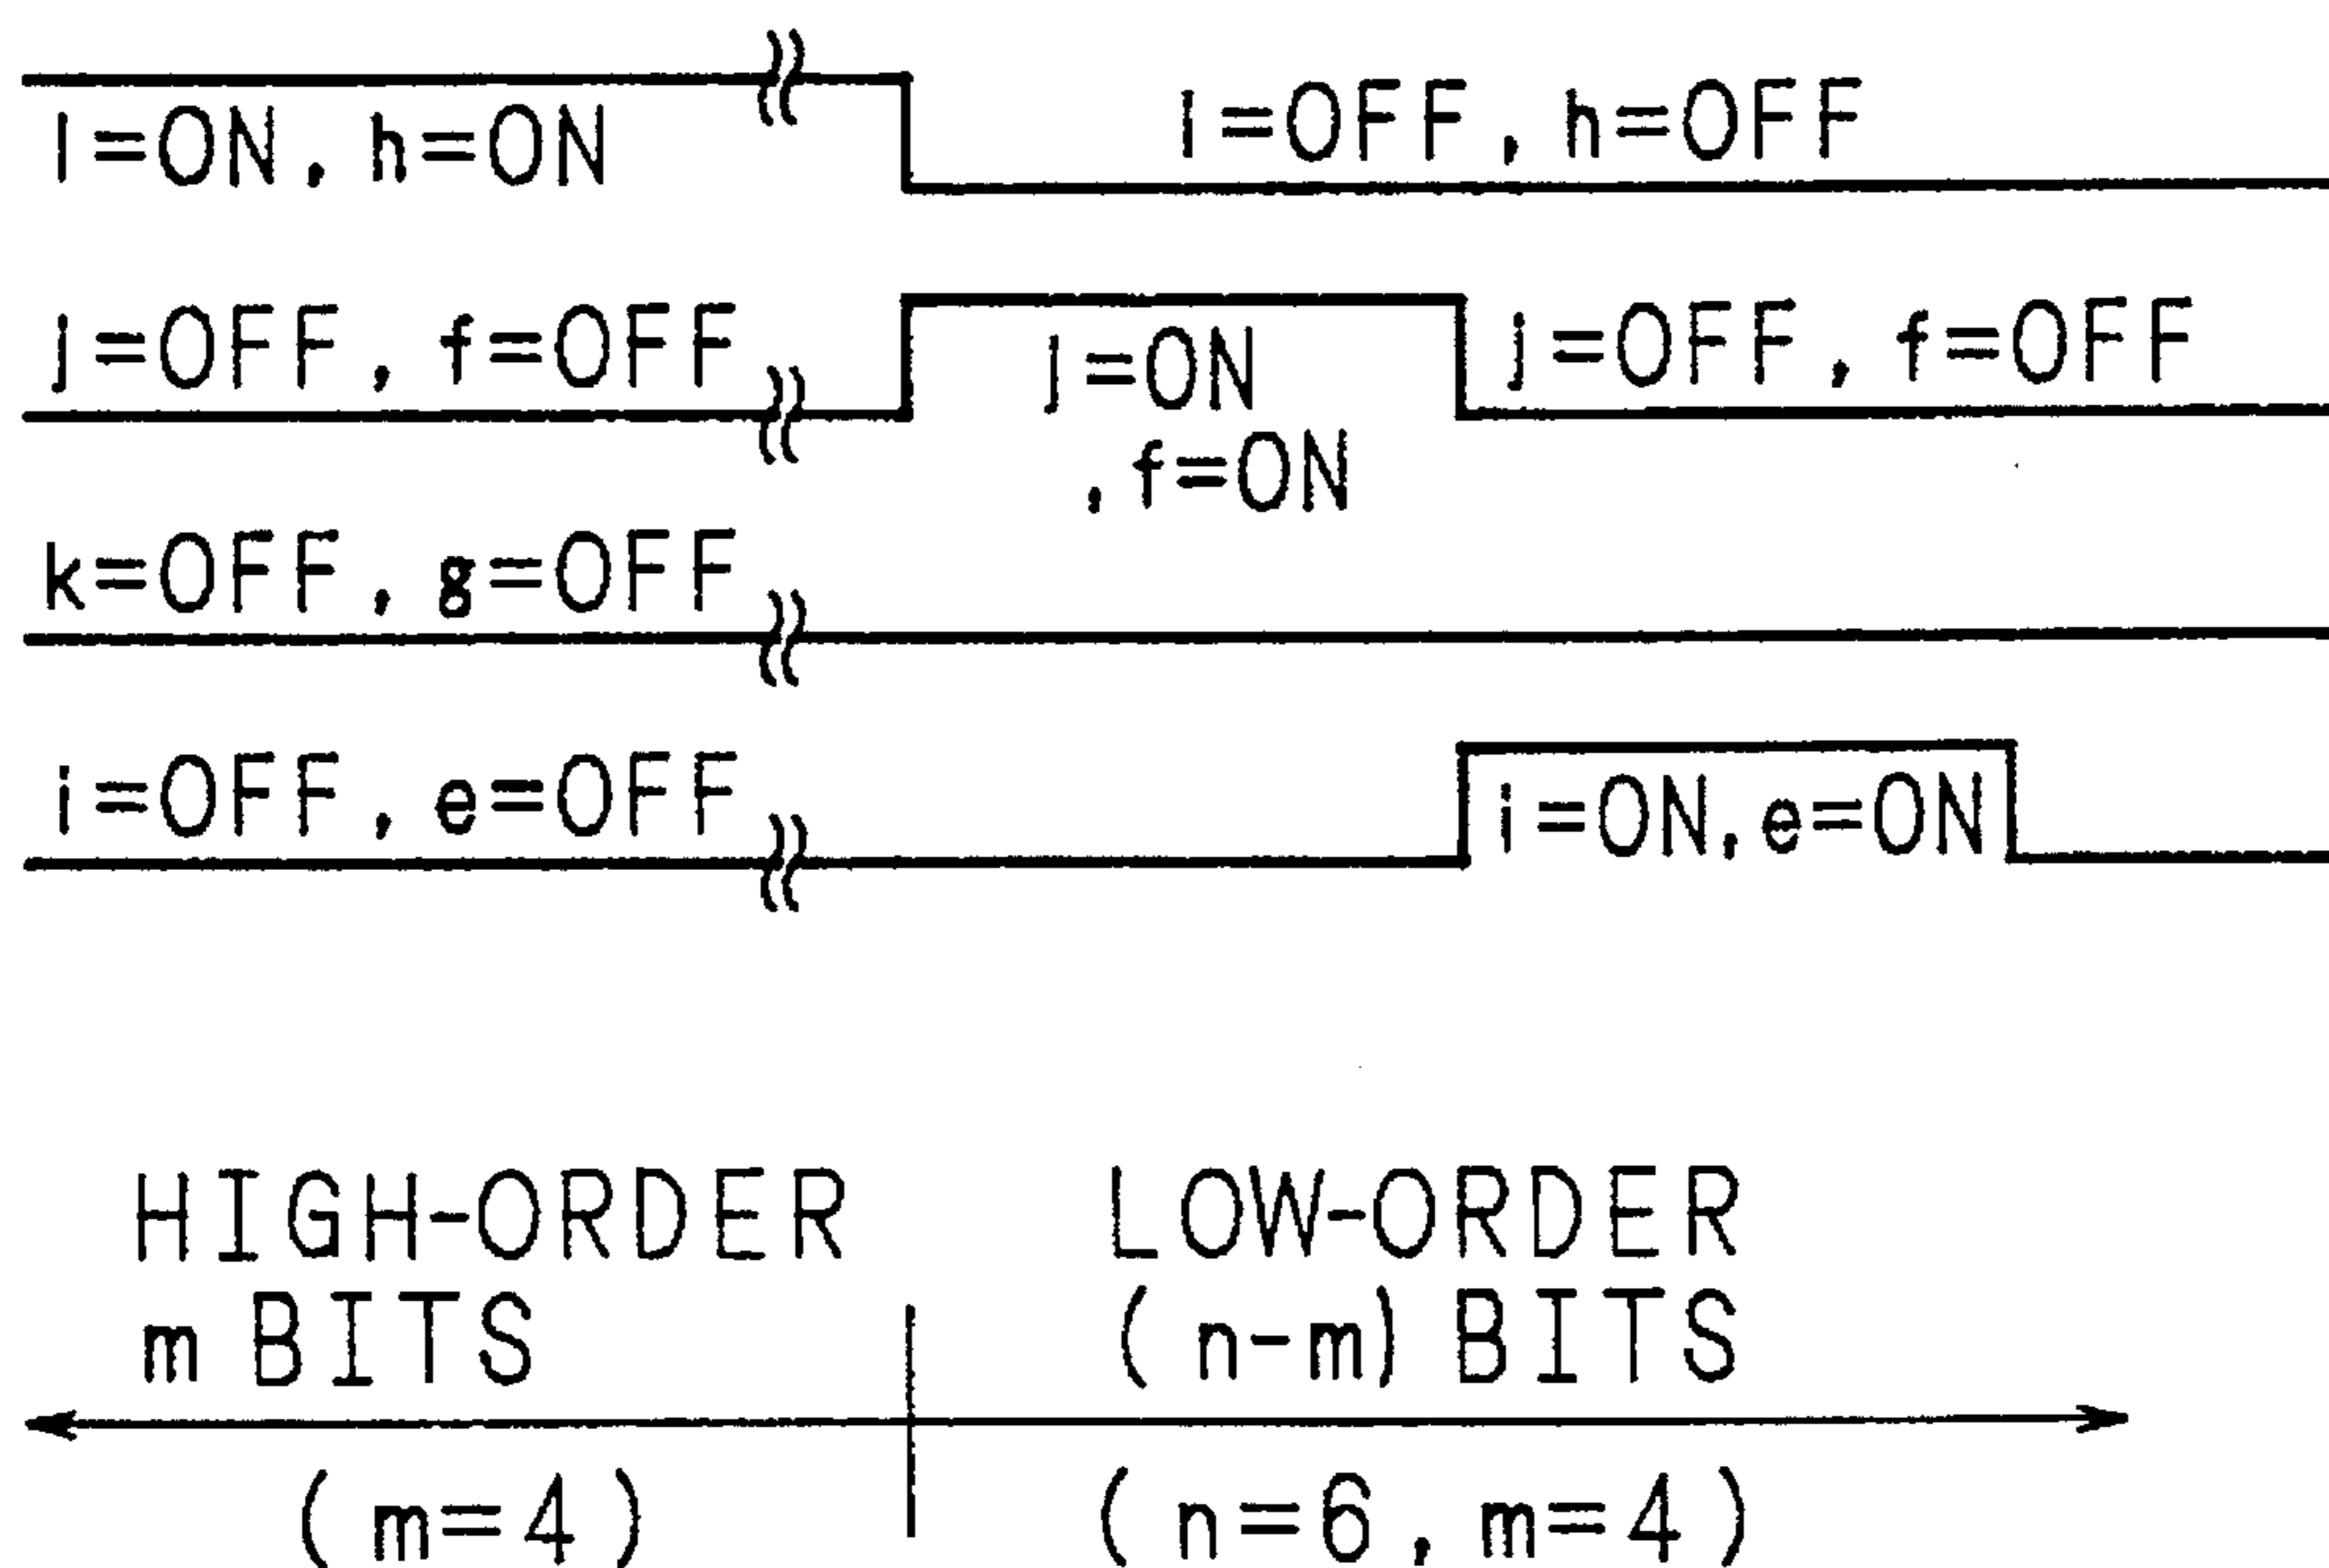 l=ON, h=ON
i=OFF, h=OFF
j=OFF, f=OFF
j=ON
, f=ON
j=OFF, f=OFF
k=OFF, g=OFF
i=OFF, e=OFF
i=ON, e=ON
HIGH-ORDER
m BITS
LOW-ORDER
(n-m) BITS
(m=4)
(n=6, m=4)